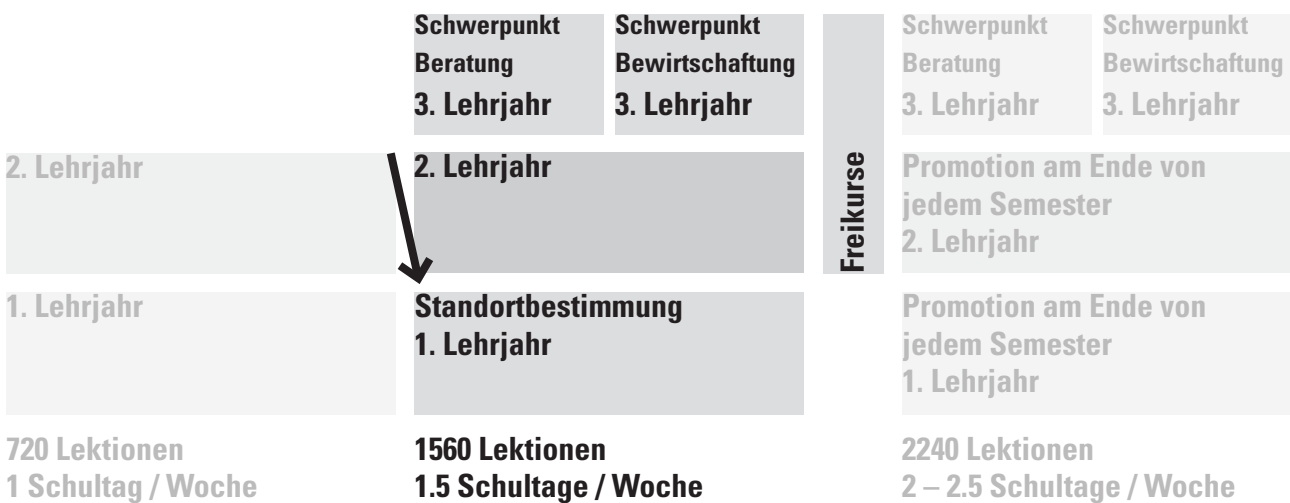 Schwerpunkt
Beratung
3. Lehrjahr
Schwerpunkt
Bewirtschaftung
3. Lehrjahr
Freikurse
Schwerpunkt
Beratung
3. Lehrjahr
Schwerpunkt
Bewirtschaftung
3. Lehrjahr
2. Lehrjahr
2. Lehrjahr
Promotion am Ende von
jedem Semester
2. Lehrjahr
1. Lehrjahr
Standortbestimmung
1. Lehrjahr
Promotion am Ende von
jedem Semester
1. Lehrjahr
720 Lektionen
1 Schultag / Woche
1560 Lektionen
1.5 Schultage / Woche
2240 Lektionen
2 – 2.5 Schultage / Woche